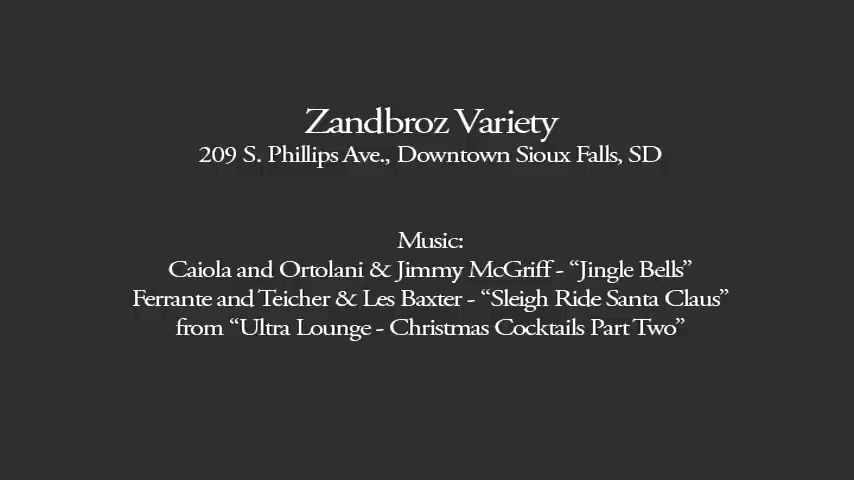 Zandbroz Variety
209 S. Phillips Ave., Downtown Sioux Falls, SD
Music:
Caiola and Ortolani & Jimmy McGriff - “Jingle Bells”
Ferrante and Teicher & Les Baxter - “Sleigh Ride Santa Claus”
from “Ultra Lounge - Christmas Cocktails Part Two”